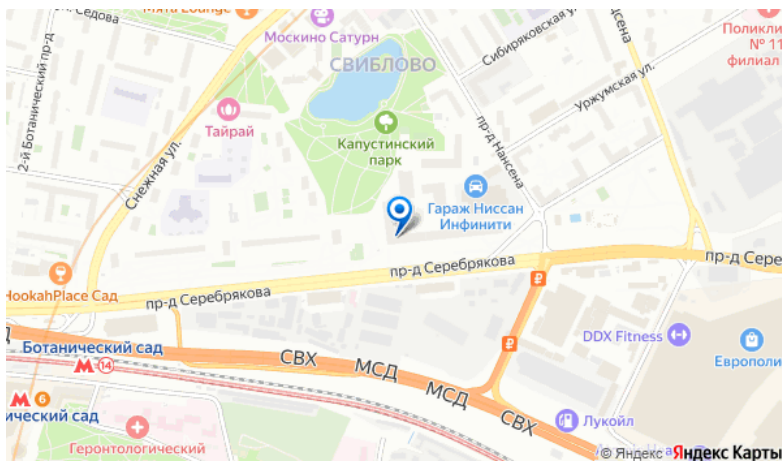 ул. Седова
Мята Lounge
Москино Сатурн
СВИБЛОВО
Сибиряковская ул.
Поликли
№ 11
филиал
2-й Ботанический пр-д
Тайрай
Капустинский
парк
Уржумская ул.
пр-д Нансена
Снежная ул.
Гараж Ниссан
Инфинити
HookahPlace Сад
пр-д Серебрякова
пр-д Серебрякова
пр-д Сере
Ботанический сад
14
СВХ
МСД
МСД
СВХ
DDX Fitness
Европоли
6
ический сад
Геронтологический
Лукойл
© Яндекс Яндекс Карты